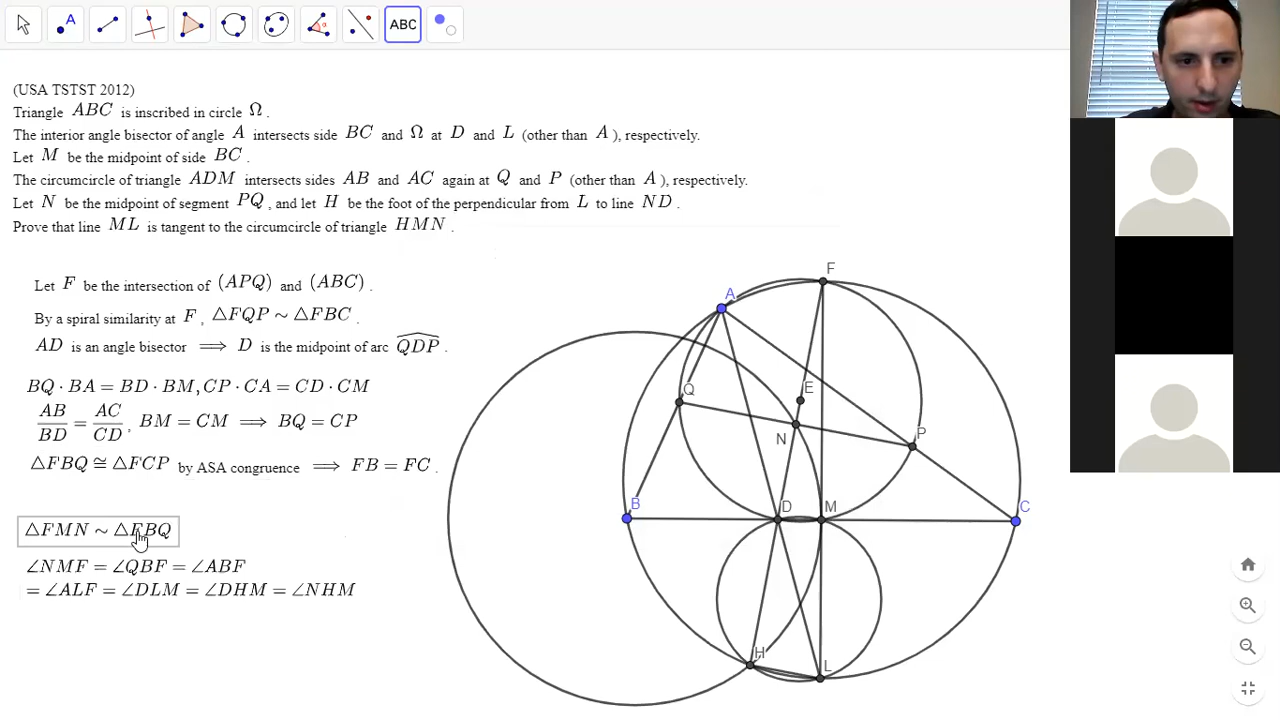 A
ABC
(USA TSTST 2012)
Triangle ABC is inscribed in circle Ω .
The interior angle bisector of angle A intersects side BC and Ω at D and L (other than A ), respectively.
Let M be the midpoint of side BC .
The circumcircle of triangle ADM intersects sides AB and AC again at Q and P (other than A ), respectively.
Let N be the midpoint of segment PQ , and let H be the foot of the perpendicular from L to line ND .
Prove that line ML is tangent to the circumcircle of triangle HMN .
Let F be the intersection of (APQ) and (ABC) .
By a spiral similarity at F , △FQP ∼ △FBC .
AD is an angle bisector ⟹ D is the midpoint of arc QDP .
BQ · BA = BD · BM, CP · CA = CD · CM
AB/BD = AC/CD , BM = CM ⟹ BQ = CP
△FBQ ≅ △FCP by ASA congruence ⟹ FB = FC .
△FMN ∼ △FBQ
∠NMF = ∠QBF = ∠ABF
= ∠ALF = ∠DLM = ∠DHM = ∠NHM
F
A
Q
E
N
P
B
D
M
C
H
L